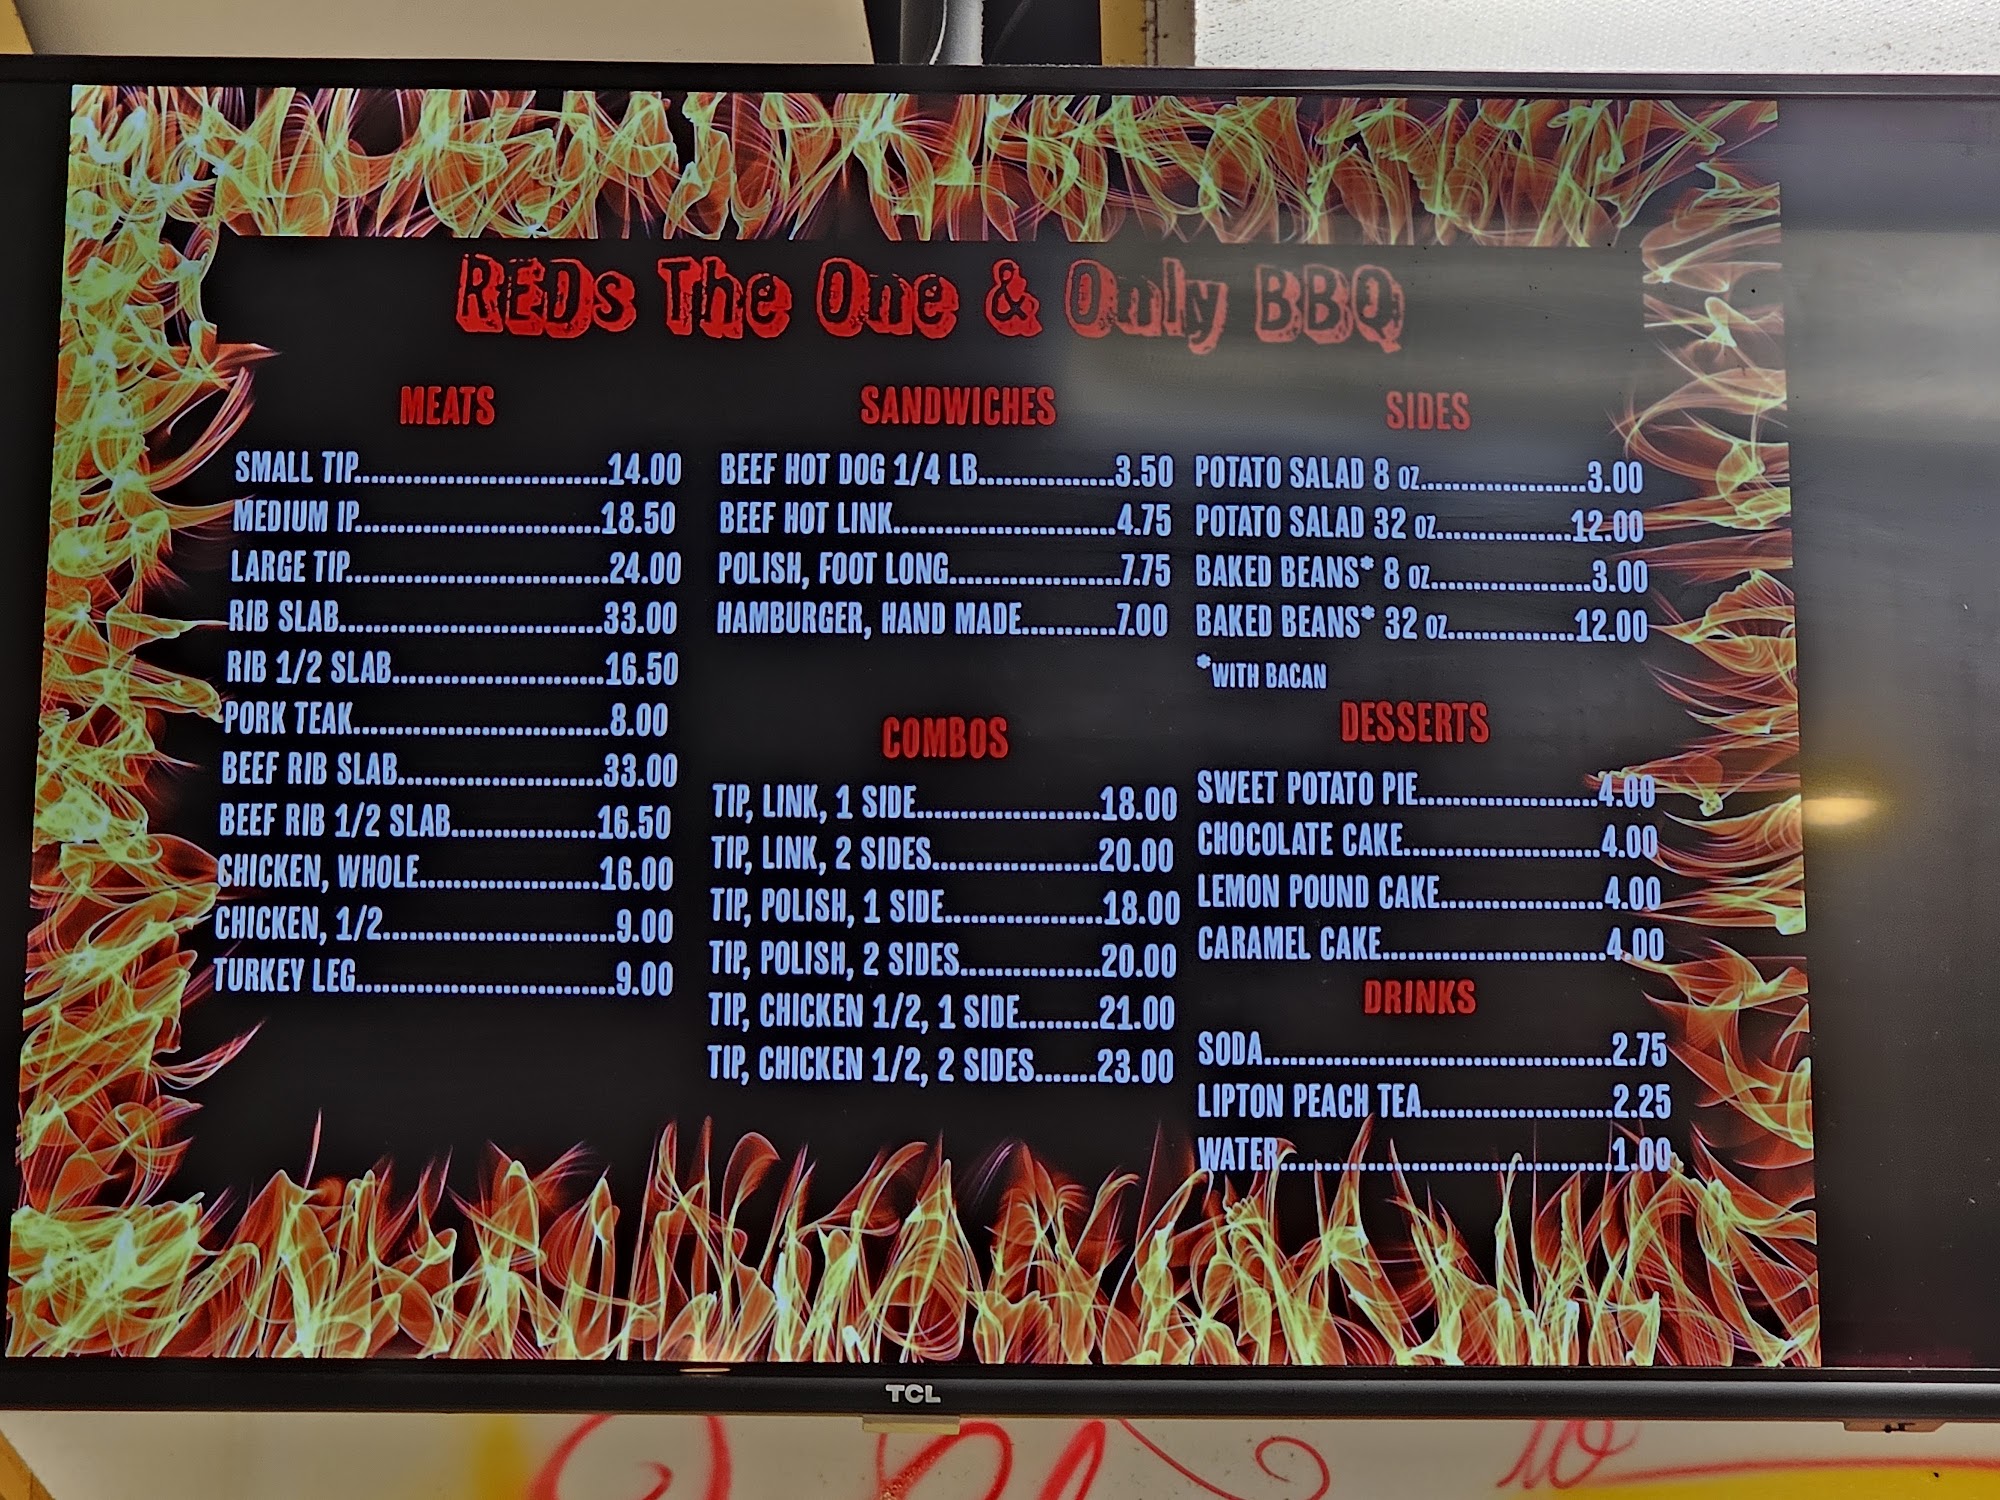 REDs The One & Only BBQ
MEATS
SMALL TIP..............................14.00
MEDIUM IP.............................18.50
LARGE TIP...............................24.00
RIB SLAB................................33.00
RIB 1/2 SLAB.........................16.50
PORK TEAK...............................8.00
BEEF RIB SLAB.........................33.00
BEEF RIB 1/2 SLAB.................16.50
CHICKEN, WHOLE.....................16.00
CHICKEN, 1/2...........................9.00
TURKEY LEG...............................9.00
SANDWICHES
BEEF HOT DOG 1/4 LB................3.50
BEEF HOT LINK..........................4.75
POLISH, FOOT LONG....................7.75
HAMBURGER, HAND MADE...........7.00
COMBOS
TIP, LINK, 1 SIDE......................18.00
TIP, LINK, 2 SIDES....................20.00
TIP, POLISH, 1 SIDE...................18.00
TIP, POLISH, 2 SIDES.................20.00
TIP, CHICKEN 1/2, 1 SIDE.........21.00
TIP, CHICKEN 1/2, 2 SIDES.......23.00
SIDES
POTATO SALAD 8 OZ....................3.00
POTATO SALAD 32 OZ................12.00
BAKED BEANS* 8 OZ...................3.00
BAKED BEANS* 32 OZ...............12.00
*WITH BACAN
DESSERTS
SWEET POTATO PIE.....................4.00
CHOCOLATE CAKE.......................4.00
LEMON POUND CAKE...................4.00
CARAMEL CAKE..........................4.00
DRINKS
SODA.........................................2.75
LIPTON PEACH TEA......................2.25
WATER.......................................1.00
TCL